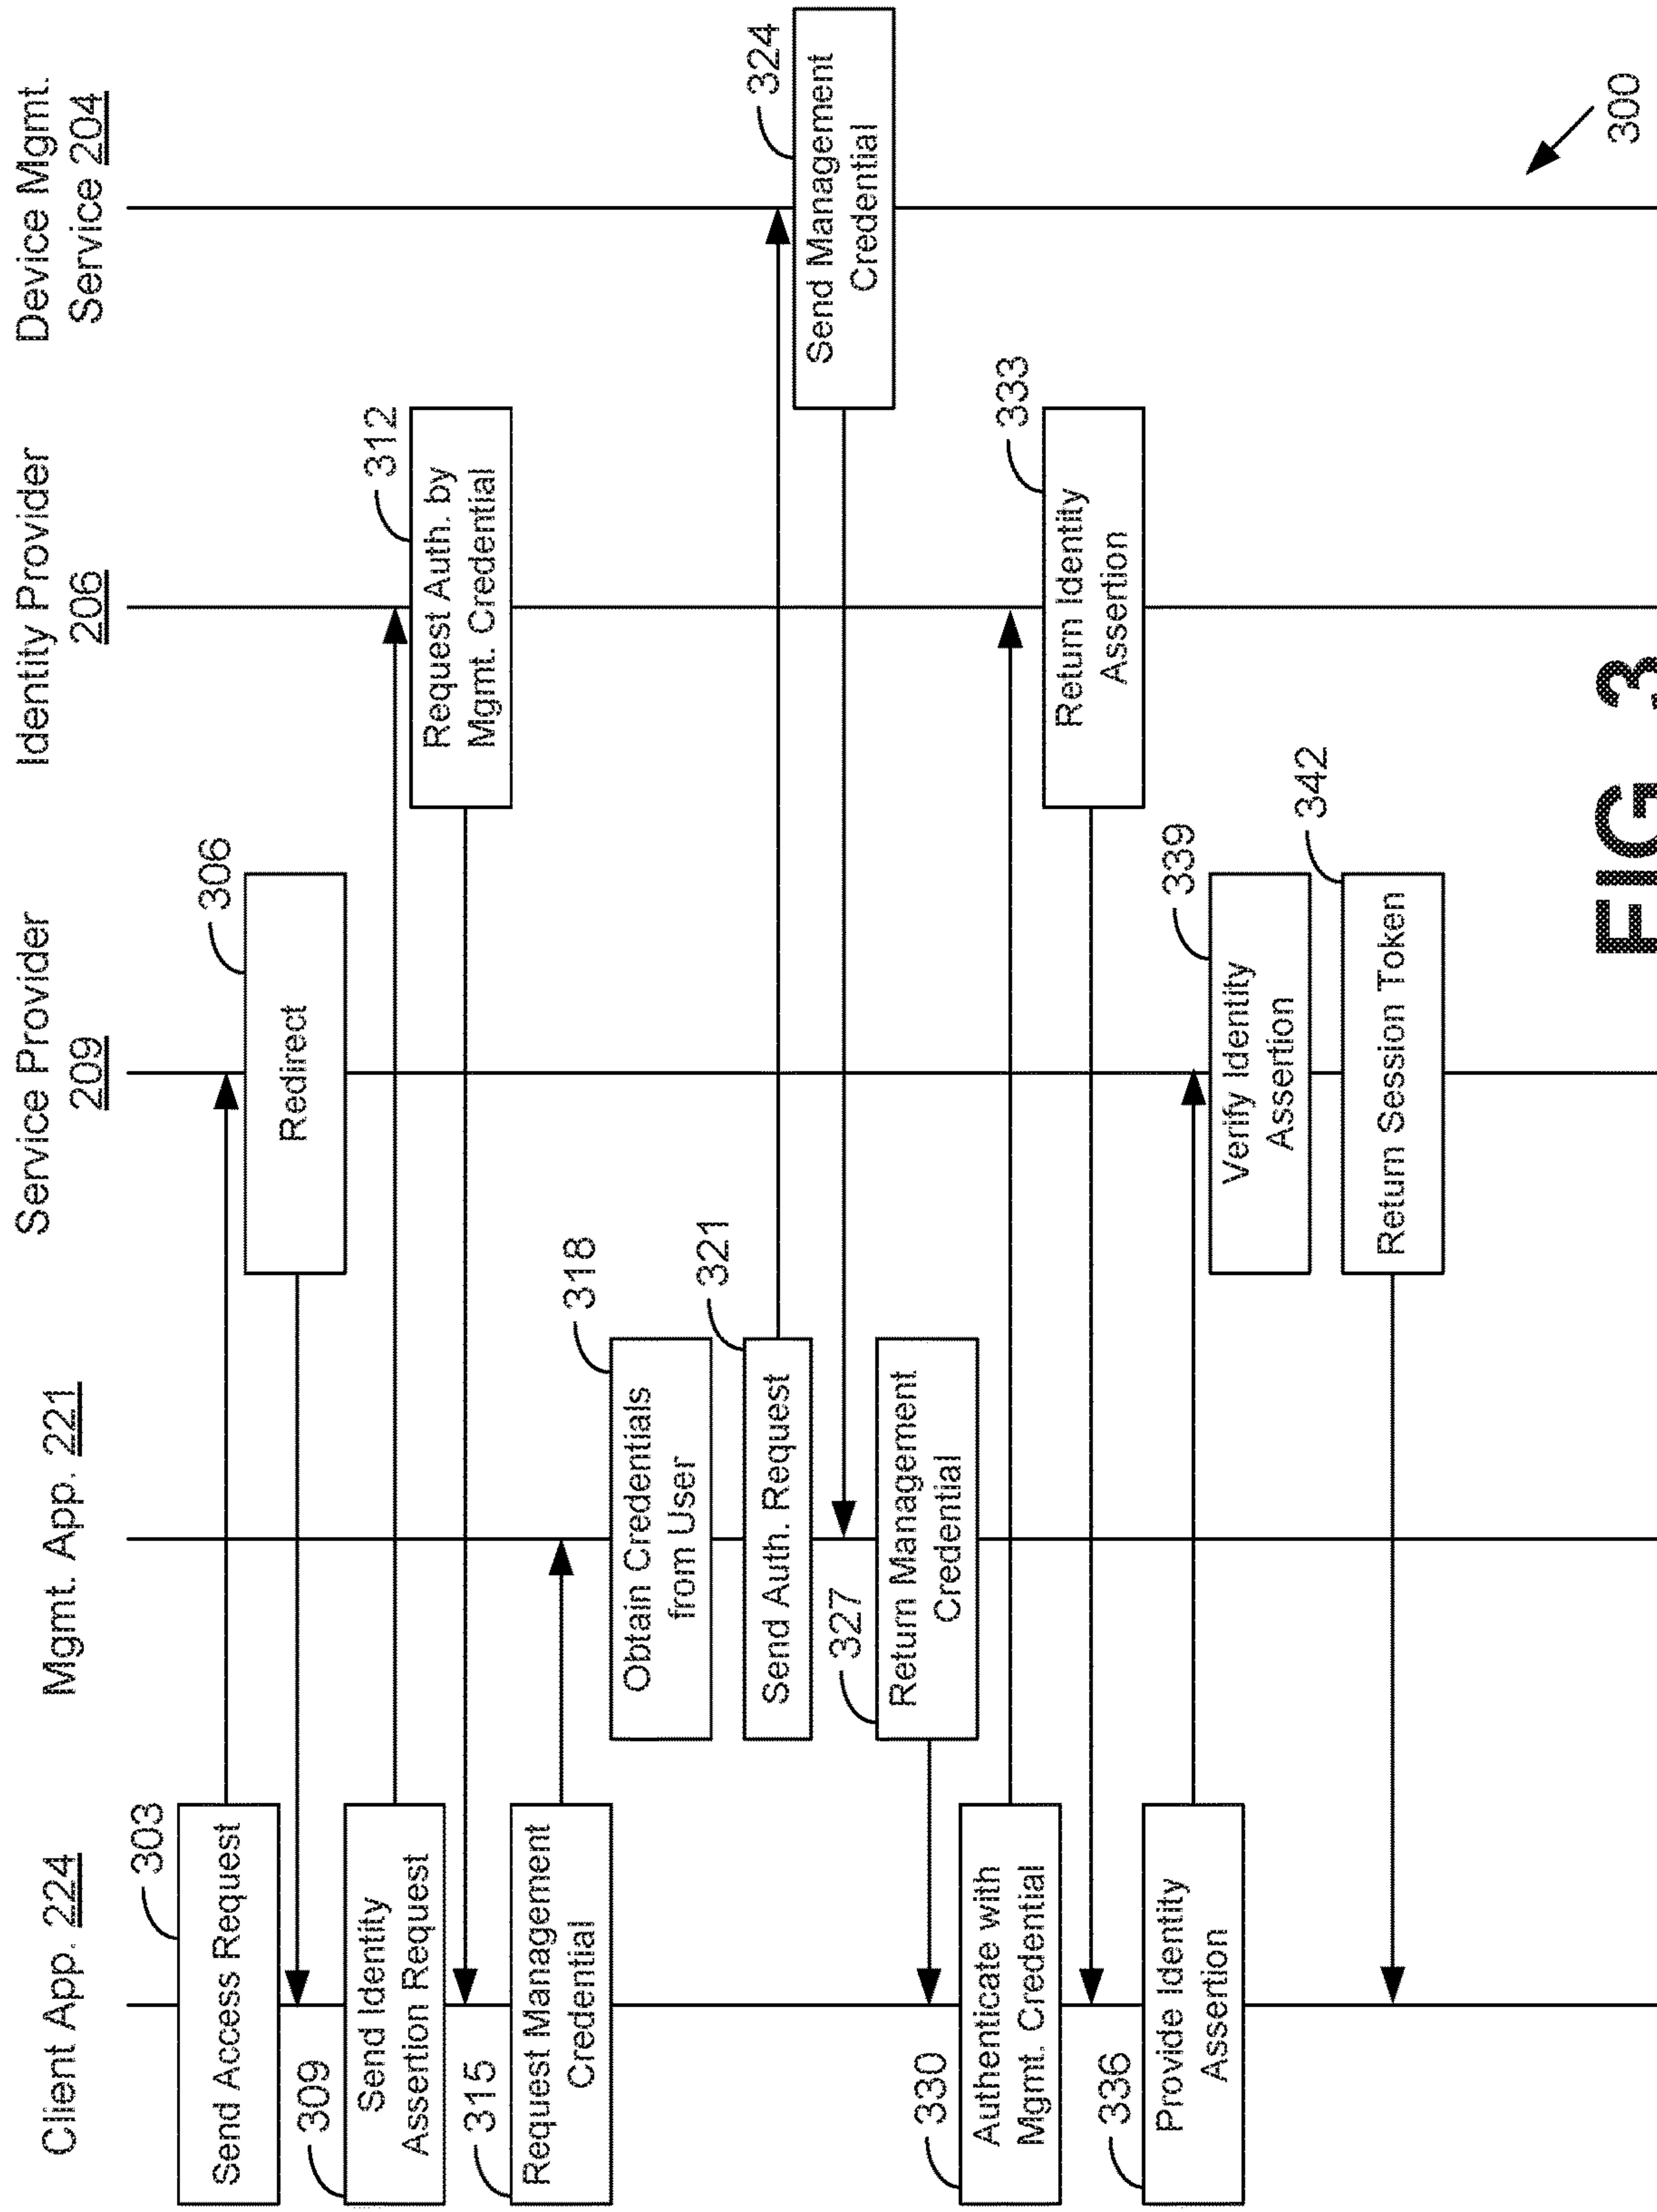 Client App. 224
Mgmt. App. 221
Service Provider
209
Identity Provider
206
Device Mgmt.
Service 204
303
Send Access Request
306
Redirect
309
Send Identity
Assertion Request
312
Request Auth. by
Mgmt. Credential
315
Request Management
Credential
318
Obtain Credentials
from User
321
Send Auth. Request
324
Send Management
Credential
327
Return Management
Credential
330
Authenticate with
Mgmt. Credential
333
Return Identity
Assertion
336
Provide Identity
Assertion
339
Verify Identity
Assertion
342
Return Session Token
300
FIG 3